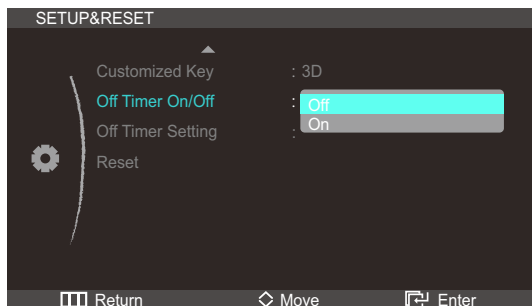 SETUP&RESET
Customized Key : 3D
Off Timer On/Off : Off
On
Off Timer Setting :
Reset
Return Move Enter